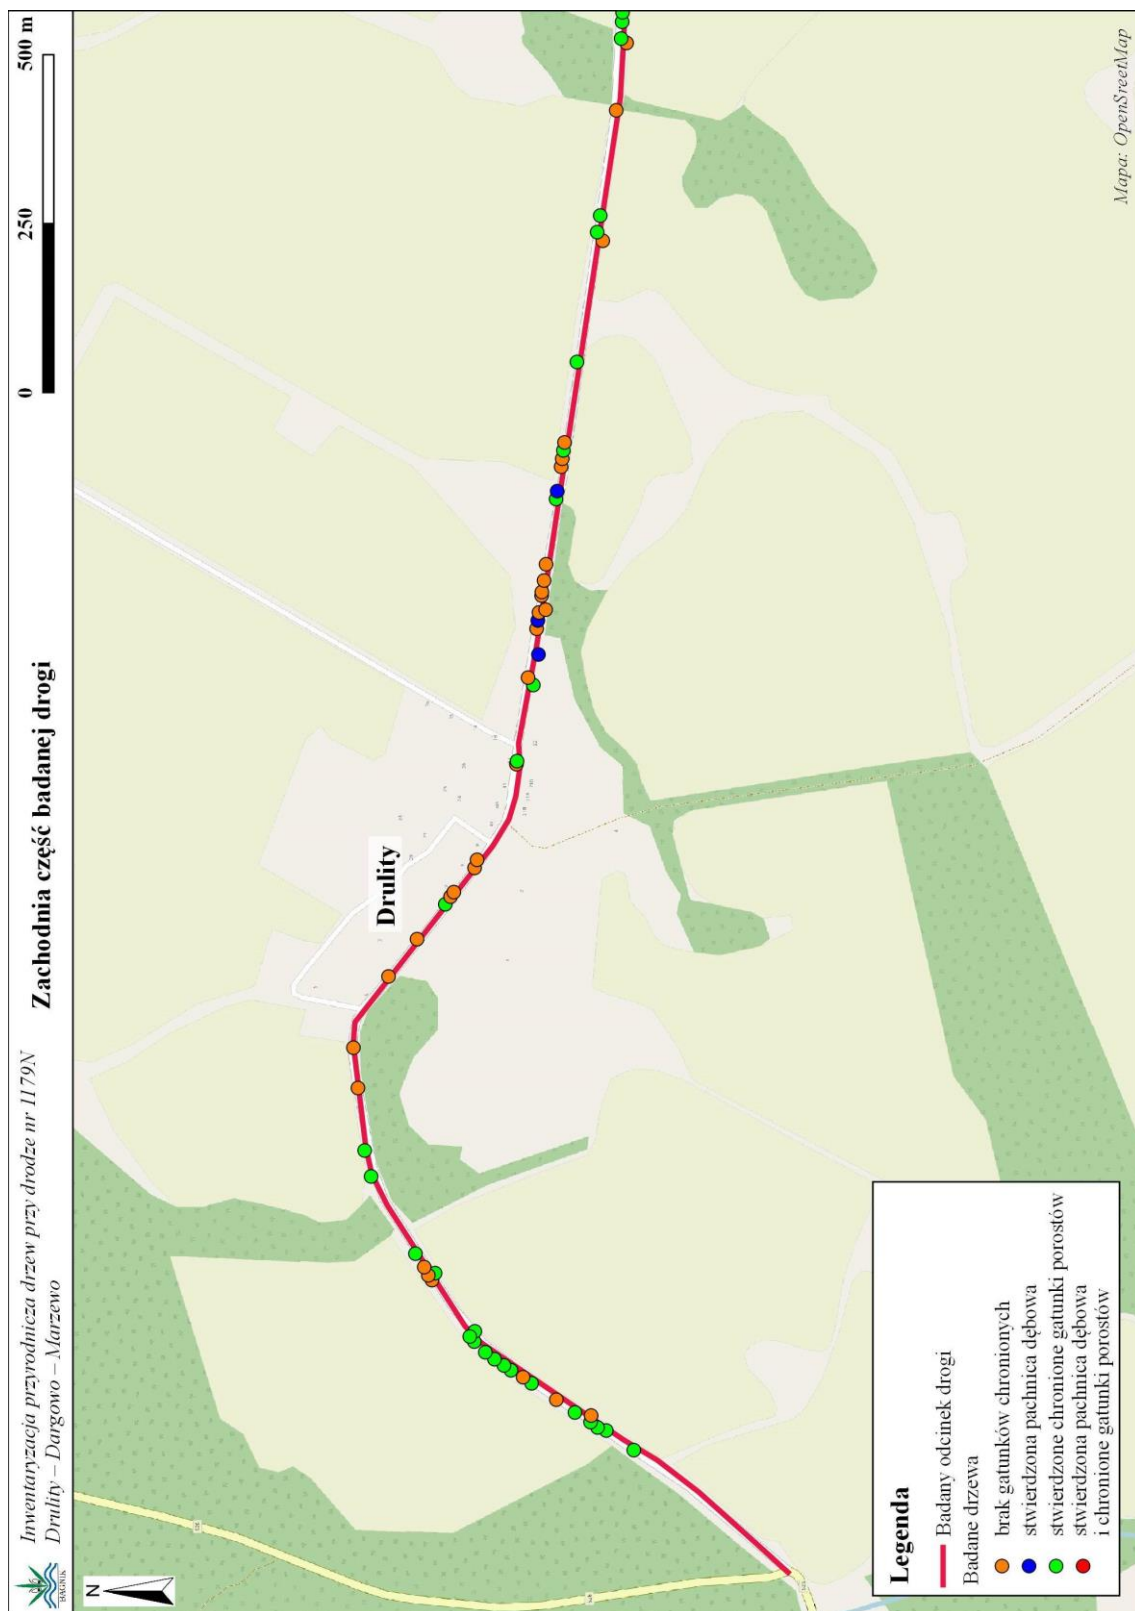 BAGNIK
Inwentaryzacja przyrodnicza drzew przy drodze nr 1179N
Drulity – Dargowo – Marzewo
Zachodnia część badanej drogi
0 250 500 m
N
Drulity
Legenda
Badany odcinek drogi
Badane drzewa
brak gatunków chronionych
stwierdzona pachnica dębowa
stwierdzone chronione gatunki porostów
stwierdzona pachnica dębowa
i chronione gatunki porostów
Mapa: OpenSreetMap